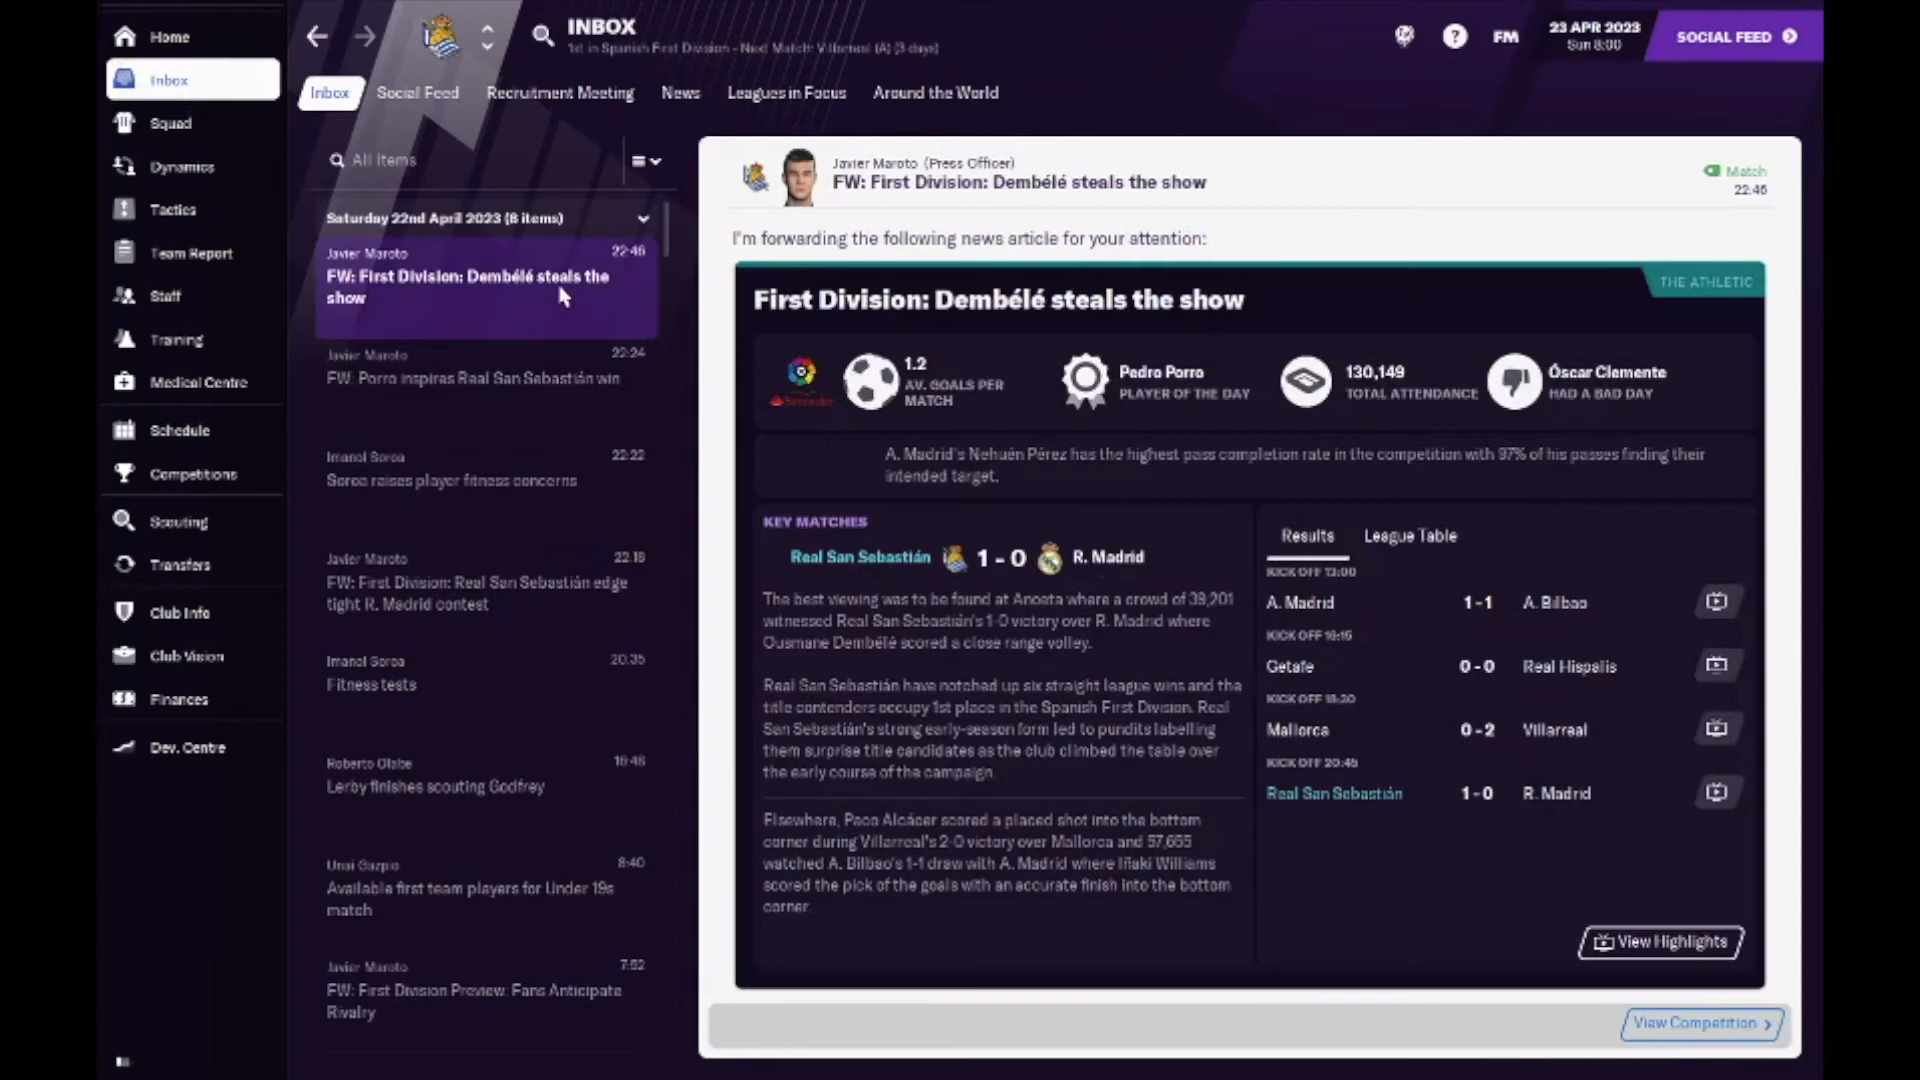 Home
Inbox
Squad
Dynamics
Tactics
Team Report
Staff
Training
Medical Centre
Schedule
Competitions
Scouting
Transfers
Club Info
Club Vision
Finances
Dev. Centre
INBOX
1st in Spanish First Division - Next Match: Villarreal (A) (3 days)
FM
23 APR 2023
Sun 8:00
SOCIAL FEED
Inbox
Social Feed
Recruitment Meeting
News
Leagues in Focus
Around the World
All Items
Saturday 22nd April 2023 (8 items)
Javier Maroto 22:46
FW: First Division: Dembélé steals the
show
Javier Maroto 22:24
FW: Porro inspires Real San Sebastián win
Imanol Soroa 22:22
Soroa raises player fitness concerns
Javier Maroto 22:18
FW: First Division: Real San Sebastián edge
tight R. Madrid contest
Imanol Soroa 20:35
Fitness tests
Roberto Olabe 16:46
Lerby finishes scouting Godfrey
Unai Gazpio 8:40
Available first team players for Under 19s
match
Javier Maroto 7:52
FW: First Division Preview: Fans Anticipate
Rivalry
Javier Maroto (Press Officer)
FW: First Division: Dembélé steals the show
Match
22:46
I'm forwarding the following news article for your attention:
THE ATHLETIC
First Division: Dembélé steals the show
Santander
1.2
AV. GOALS PER
MATCH
Pedro Porro
PLAYER OF THE DAY
130,149
TOTAL ATTENDANCE
Óscar Clemente
HAD A BAD DAY
A. Madrid's Nehuén Pérez has the highest pass completion rate in the competition with 97% of his passes finding their
intended target.
KEY MATCHES
Real San Sebastián 1 - 0 R. Madrid
The best viewing was to be found at Anoeta where a crowd of 39,201
witnessed Real San Sebastián's 1-0 victory over R. Madrid where
Ousmane Dembélé scored a close range volley.
Real San Sebastián have notched up six straight league wins and the
title contenders occupy 1st place in the Spanish First Division. Real
San Sebastián's strong early-season form led to pundits labelling
them surprise title candidates as the club climbed the table over
the early course of the campaign.
Elsewhere, Paco Alcácer scored a placed shot into the bottom
corner during Villarreal's 2-0 victory over Mallorca and 57,655
watched A. Bilbao's 1-1 draw with A. Madrid where Iñaki Williams
scored the pick of the goals with an accurate finish into the bottom
corner.
Results
League Table
KICK OFF 13:00
A. Madrid 1 - 1 A. Bilbao
KICK OFF 16:15
Getafe 0 - 0 Real Hispalis
KICK OFF 18:30
Mallorca 0 - 2 Villarreal
KICK OFF 20:45
Real San Sebastián 1 - 0 R. Madrid
View Highlights
View Competition